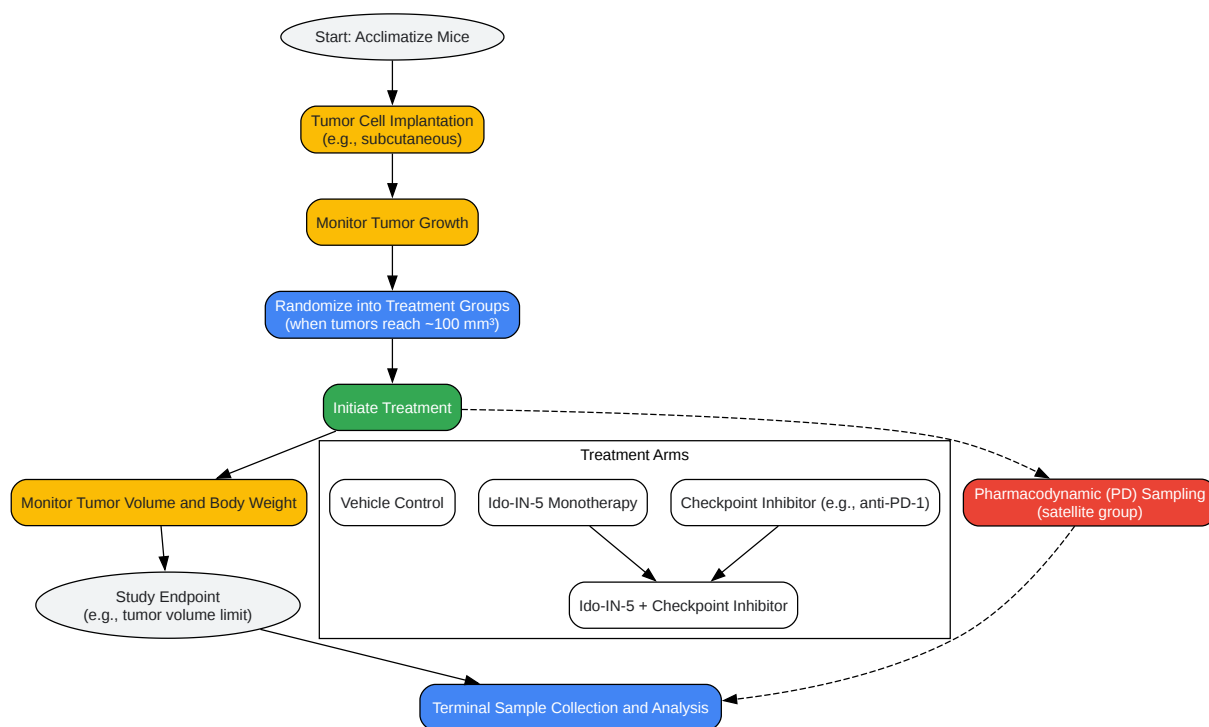 Start: Acclimatize Mice
Tumor Cell Implantation
(e.g., subcutaneous)
Monitor Tumor Growth
Randomize into Treatment Groups
(when tumors reach ~100 mm³)
Initiate Treatment
Treatment Arms
Monitor Tumor Volume and Body Weight
Vehicle Control
Ido-IN-5 Monotherapy
Checkpoint Inhibitor (e.g., anti-PD-1)
Pharmacodynamic (PD) Sampling
(satellite group)
Study Endpoint
(e.g., tumor volume limit)
Ido-IN-5 + Checkpoint Inhibitor
Terminal Sample Collection and Analysis